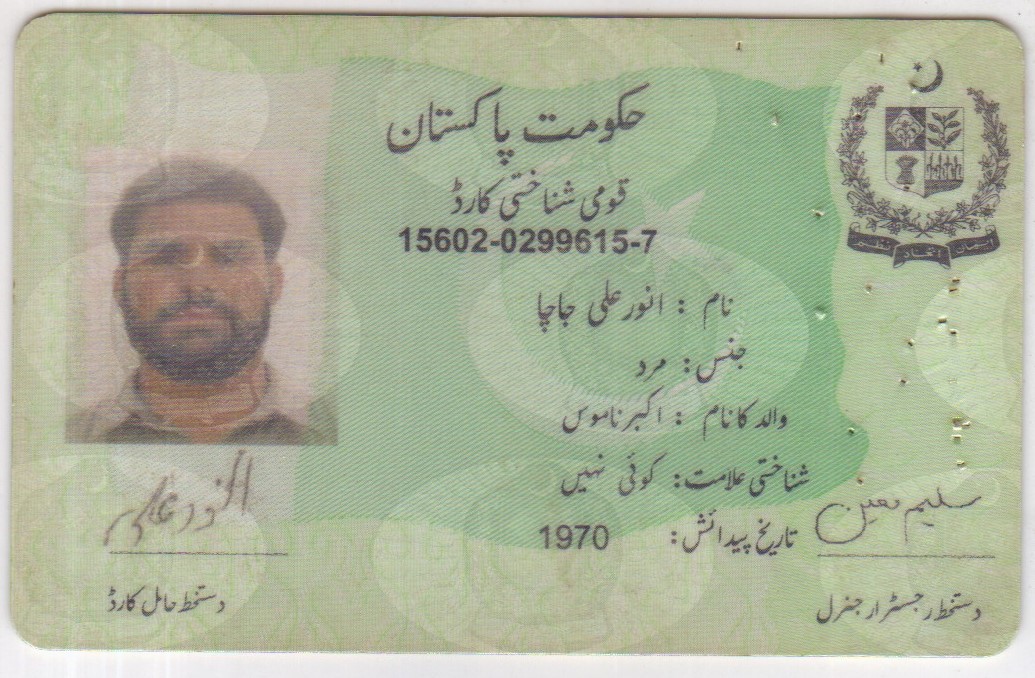 حکومت پاکستان
قومی شناختی کارڈ
15602-0299615-7
نام : انور علی جاچا
جنس: مرد
والد کا نام : اکبر ناموس
شناختی علامت: کوئی نہیں
تاریخ پیدائش: 1970
ایمان اتحاد نظیم
انور علی
سلیم معین
دستخط حامل کارڈ
دستخط رجسٹرار جنرل